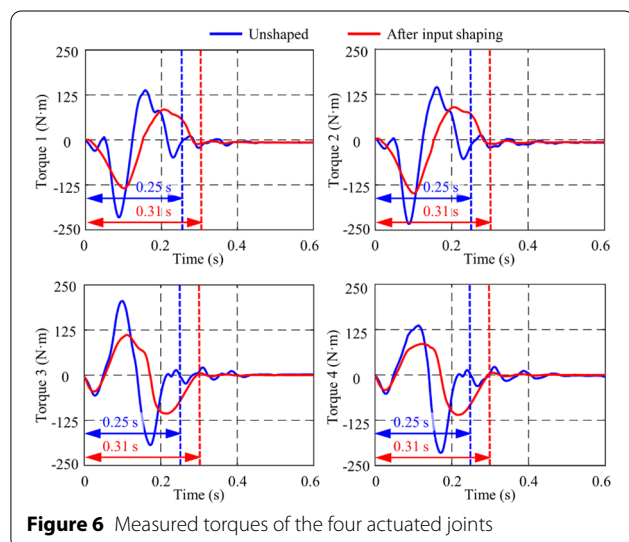 Unshaped After input shaping
250
125
0
-125
-250
Torque 1 (N·m)
0.25 s
0.31 s
0 0.2 0.4 0.6
Time (s)
250
125
0
-125
-250
Torque 2 (N·m)
0.25 s
0.31 s
0 0.2 0.4 0.6
Time (s)
250
125
0
-125
-250
Torque 3 (N·m)
0.25 s
0.31 s
0 0.2 0.4 0.6
Time (s)
250
125
0
-125
-250
Torque 4 (N·m)
0.25 s
0.31 s
0 0.2 0.4 0.6
Time (s)
Figure 6 Measured torques of the four actuated joints